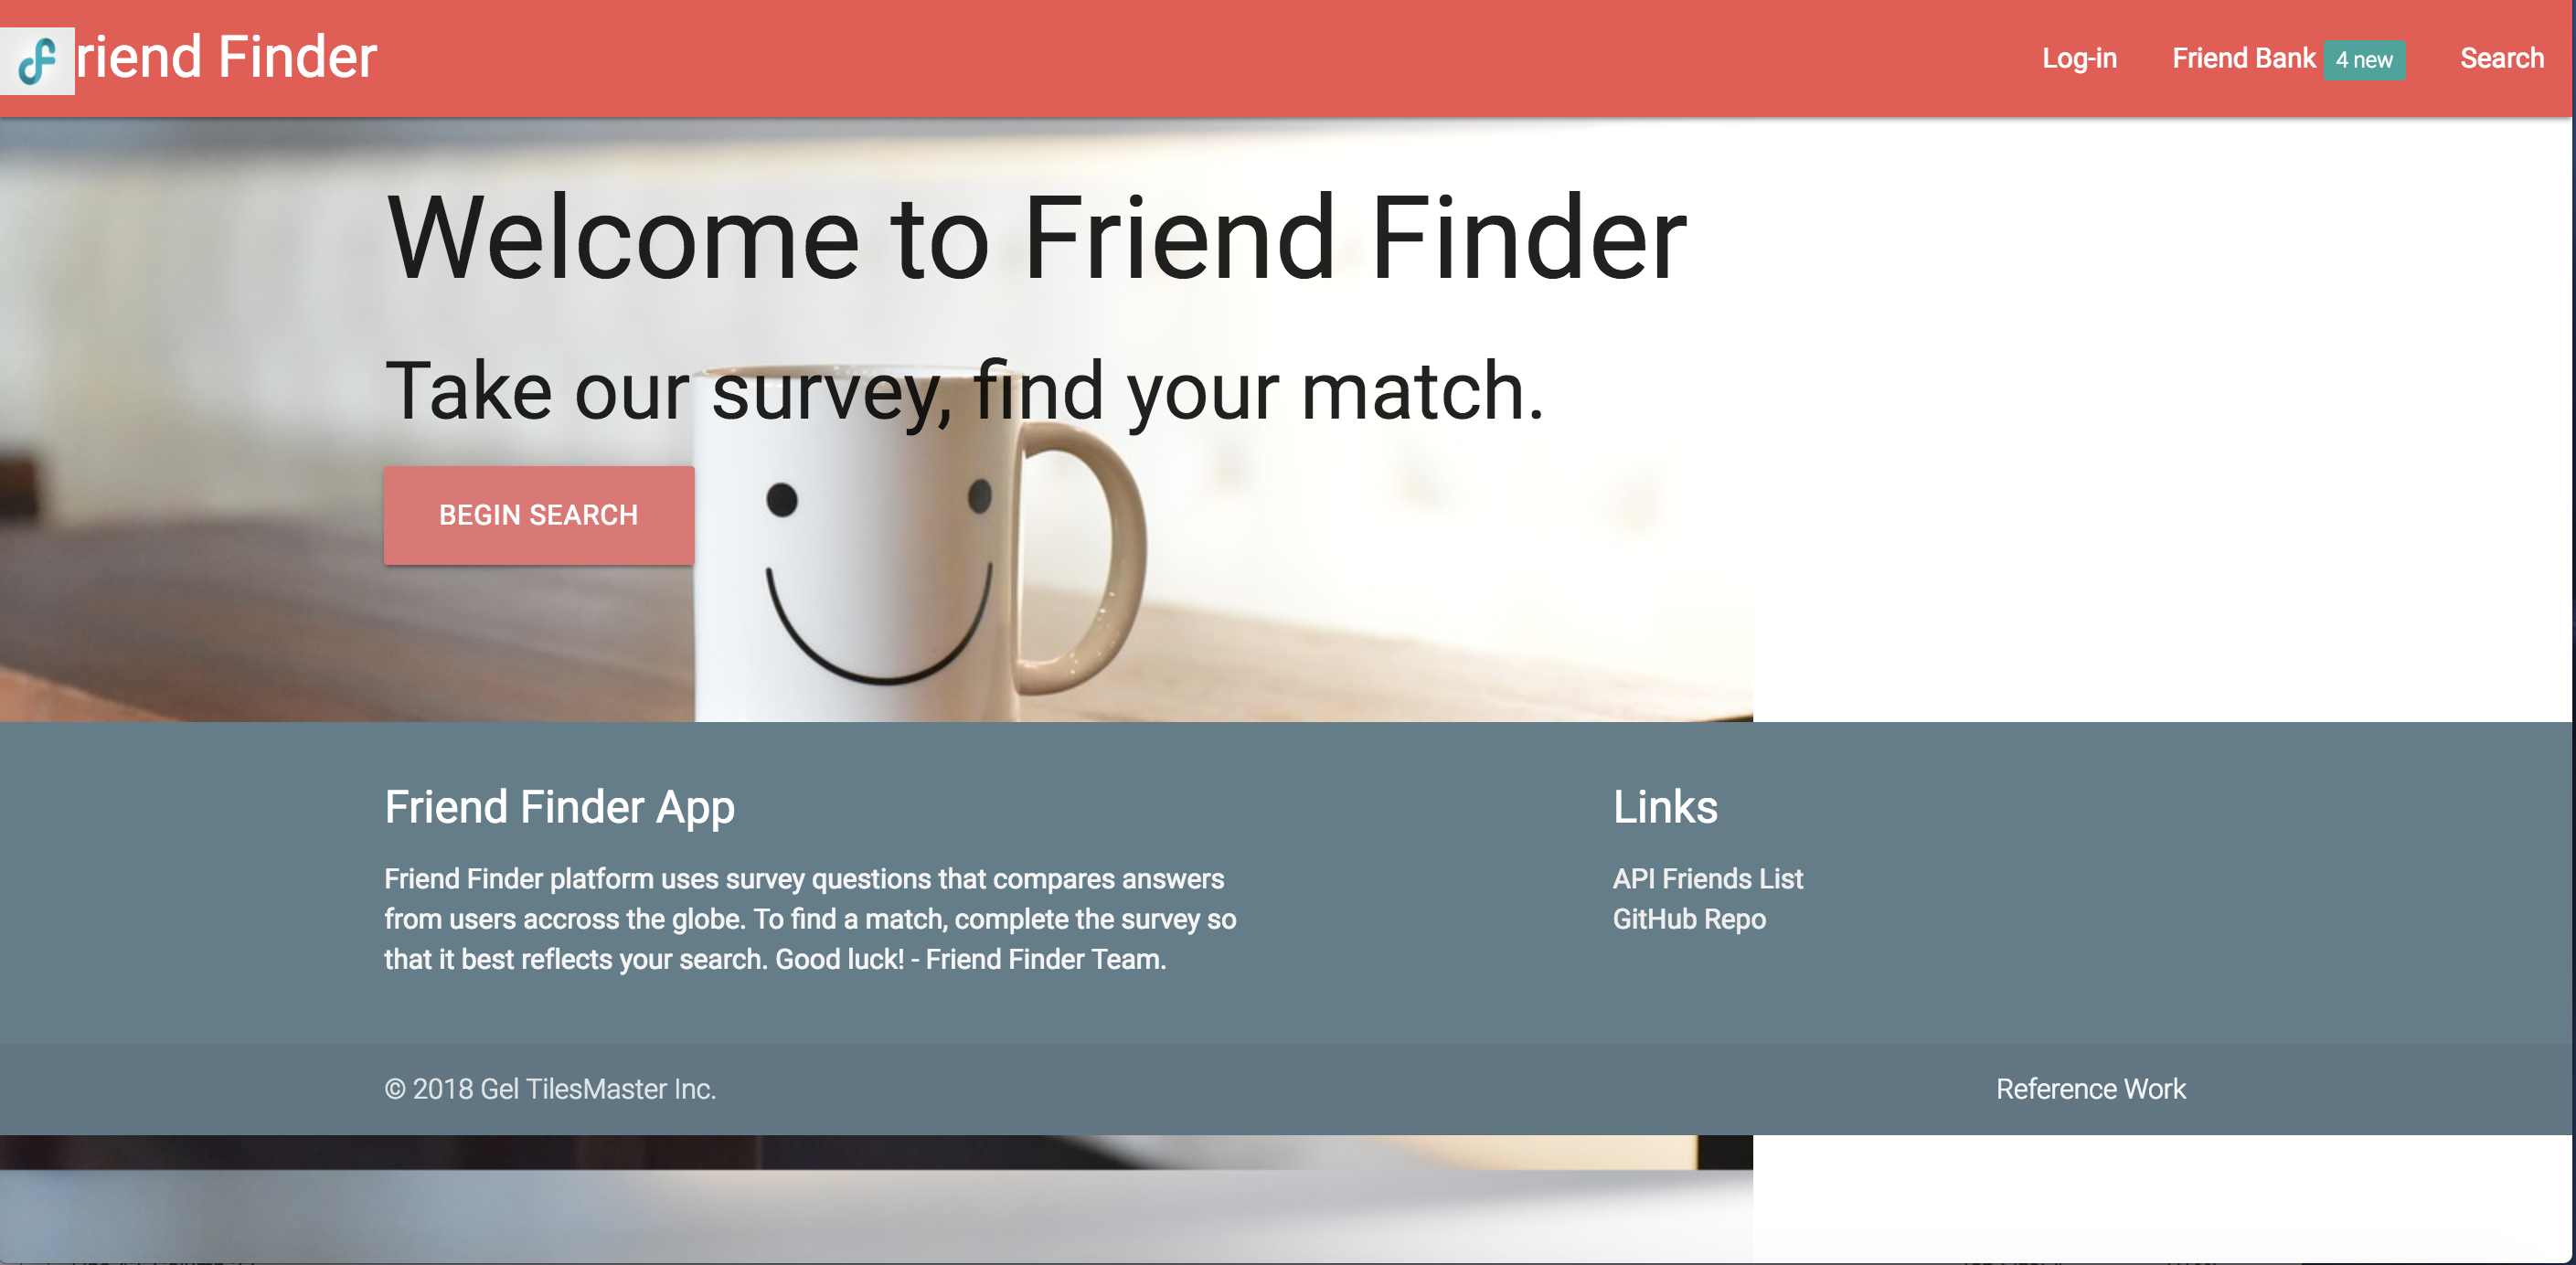 riend Finder
Log-in
Friend Bank 4 new
Search
Welcome to Friend Finder
Take our survey, find your match.
BEGIN SEARCH
Friend Finder App
Friend Finder platform uses survey questions that compares answers
from users accross the globe. To find a match, complete the survey so
that it best reflects your search. Good luck! - Friend Finder Team.
Links
API Friends List
GitHub Repo
© 2018 Gel TilesMaster Inc.
Reference Work